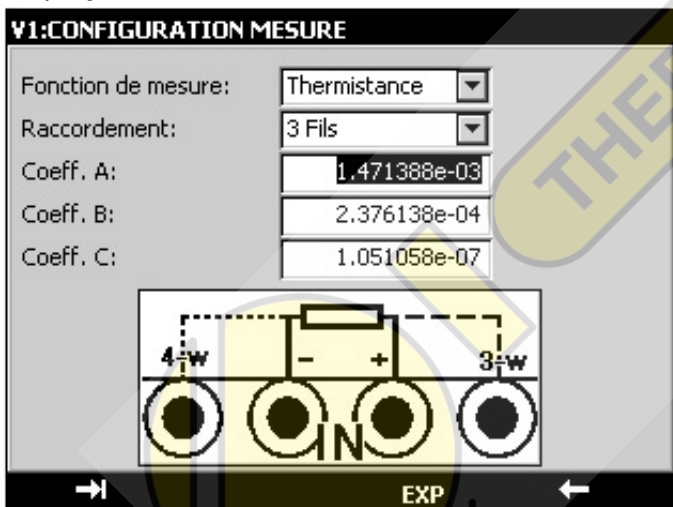 V1:CONFIGURATION MESURE
Fonction de mesure: Thermistance
Raccordement: 3 Fils
Coeff. A: 1.471388e-03
Coeff. B: 2.376138e-04
Coeff. C: 1.051058e-07
4-w - + 3-w
IN
EXP